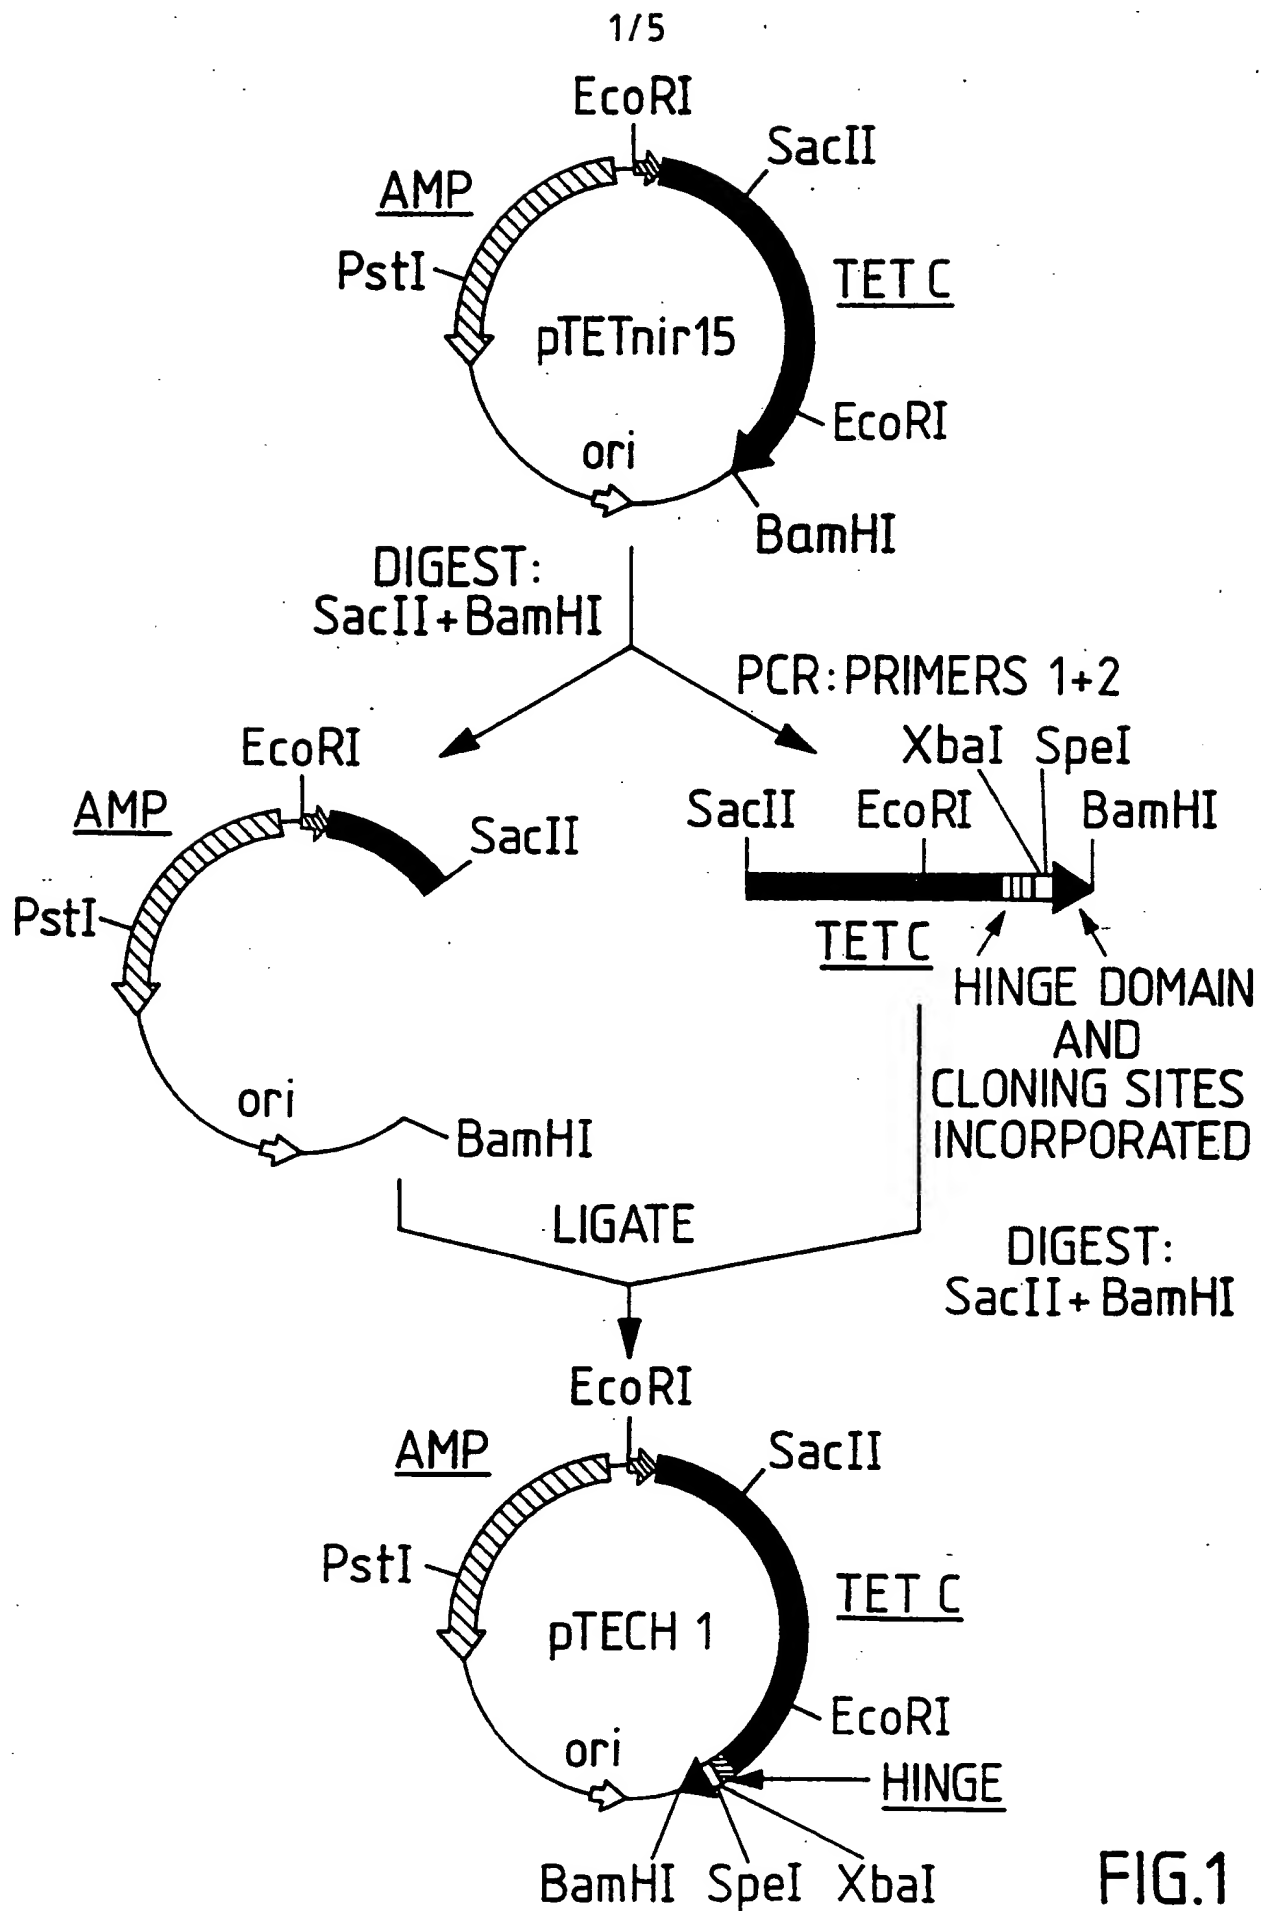 1/5
EcoRI
SacII
AMP
PstI
TET C
pTETnir15
EcoRI
ori
BamHI
DIGEST:
SacII+BamHI
PCR:PRIMERS 1+2
XbaI SpeI
EcoRI
AMP
SacII
SacII EcoRI BamHI
PstI
TET C
HINGE DOMAIN
AND
CLONING SITES
INCORPORATED
ori
BamHI
LIGATE
DIGEST:
SacII+BamHI
EcoRI
AMP
SacII
PstI
TET C
pTECH 1
EcoRI
ori
HINGE
BamHI SpeI XbaI
FIG.1